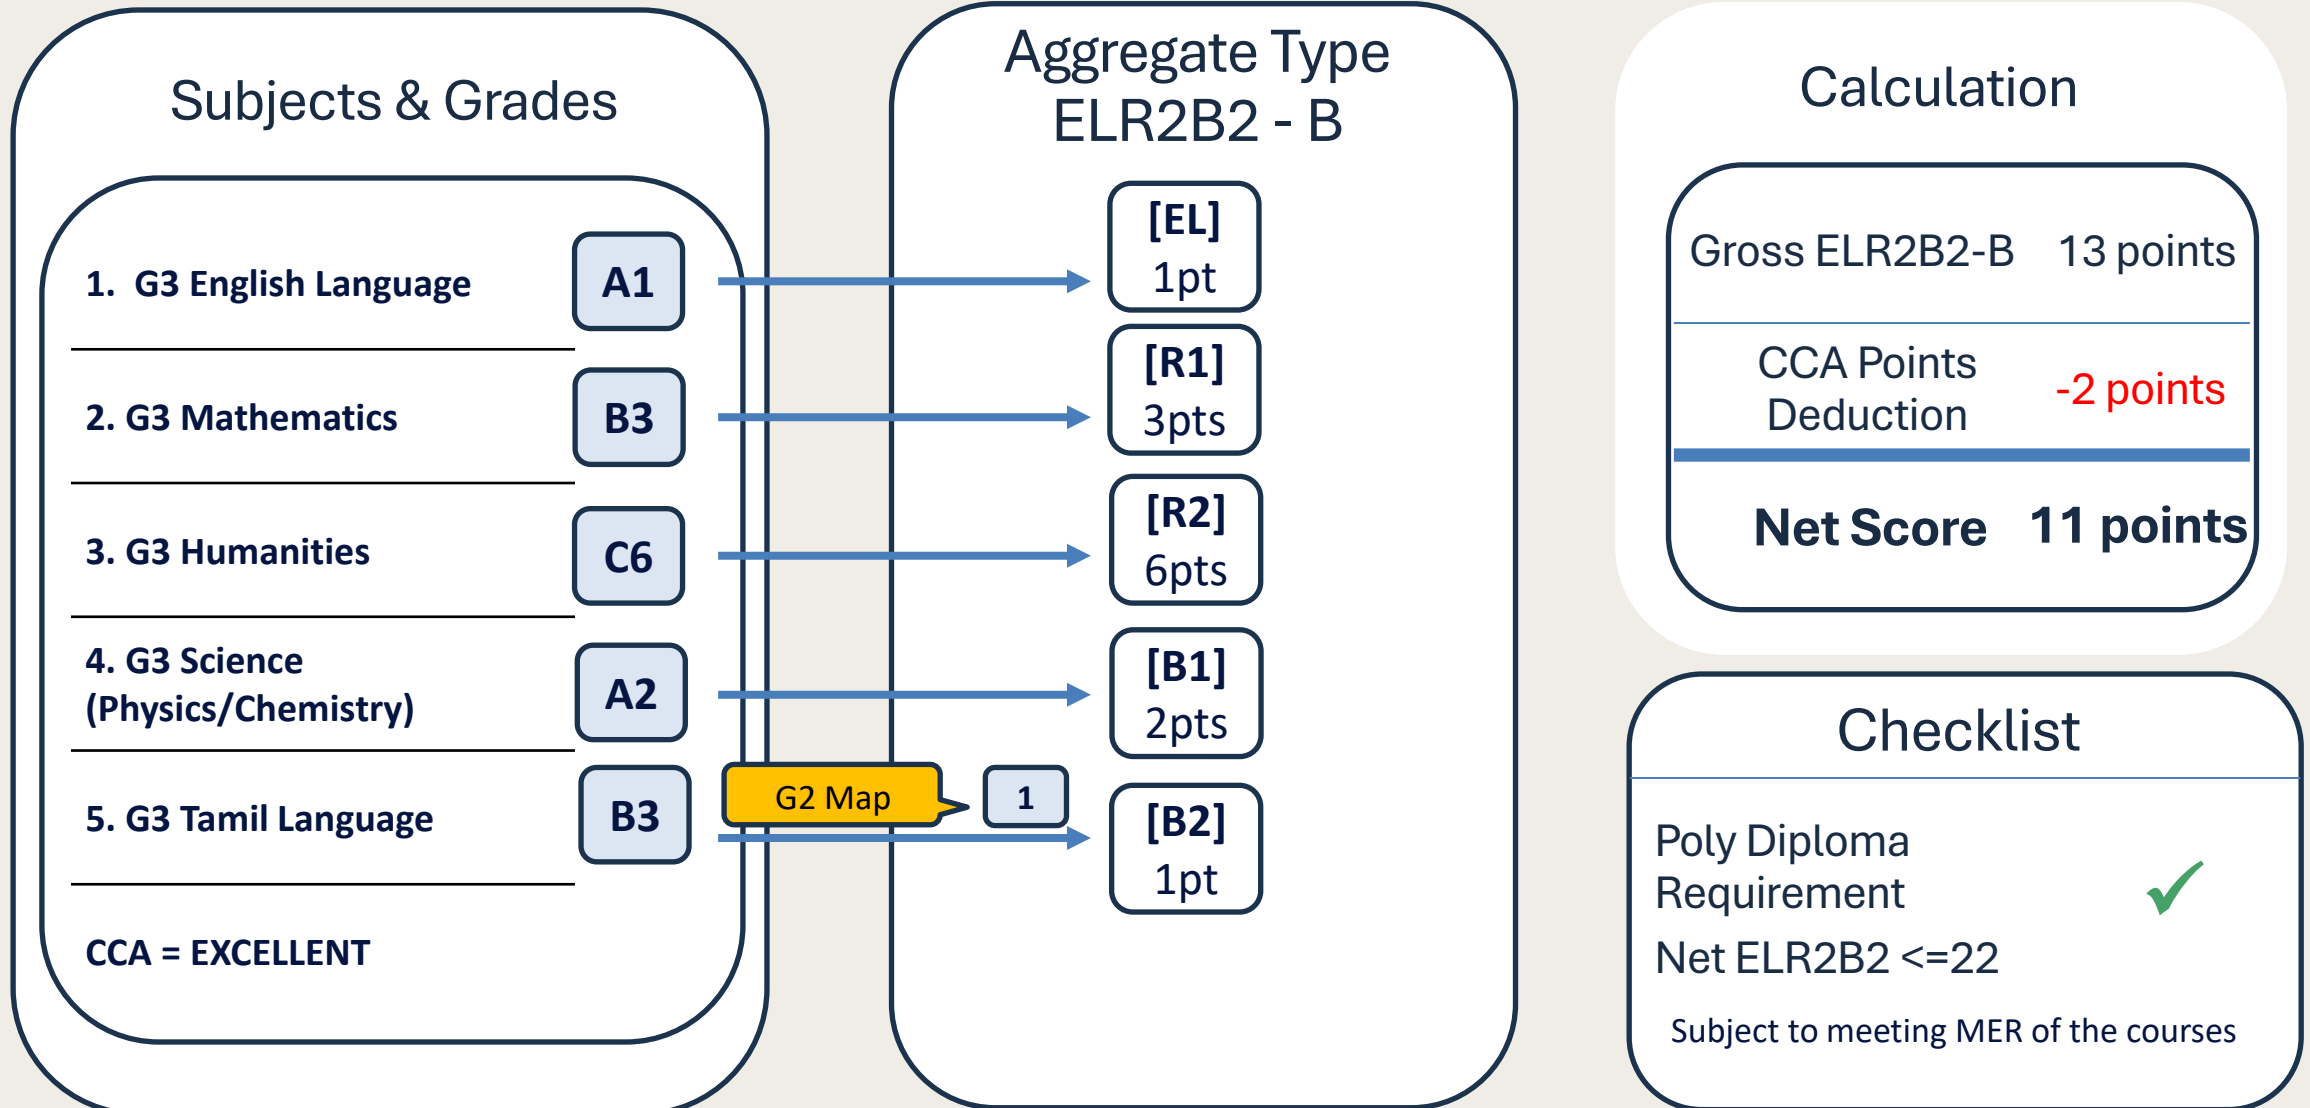 Subjects & Grades
1. G3 English Language
A1
2. G3 Mathematics
B3
3. G3 Humanities
C6
4. G3 Science
(Physics/Chemistry)
A2
5. G3 Tamil Language
B3
CCA = EXCELLENT
G2 Map
1
Aggregate Type
ELR2B2 - B
[EL]
1pt
[R1]
3pts
[R2]
6pts
[B1]
2pts
[B2]
1pt
Calculation
Gross ELR2B2-B 13 points
CCA Points
Deduction
-2 points
Net Score 11 points
Checklist
Poly Diploma
Requirement
Net ELR2B2 <=22
Subject to meeting MER of the courses